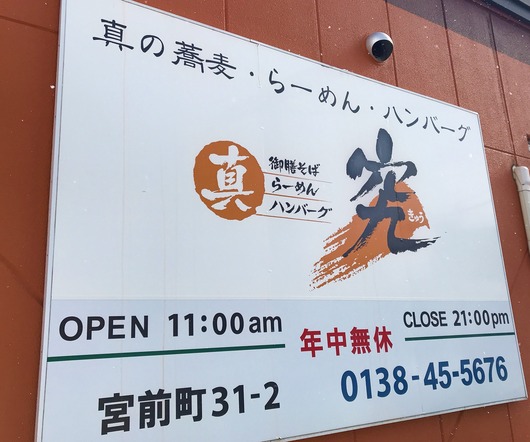 真の蕎麦・らーめん・ハンバーグ
真
御膳そば
らーめん
ハンバーグ
究
きゅう
OPEN 11:00am
年中無休
CLOSE 21:00pm
宮前町31-2
0138-45-5676